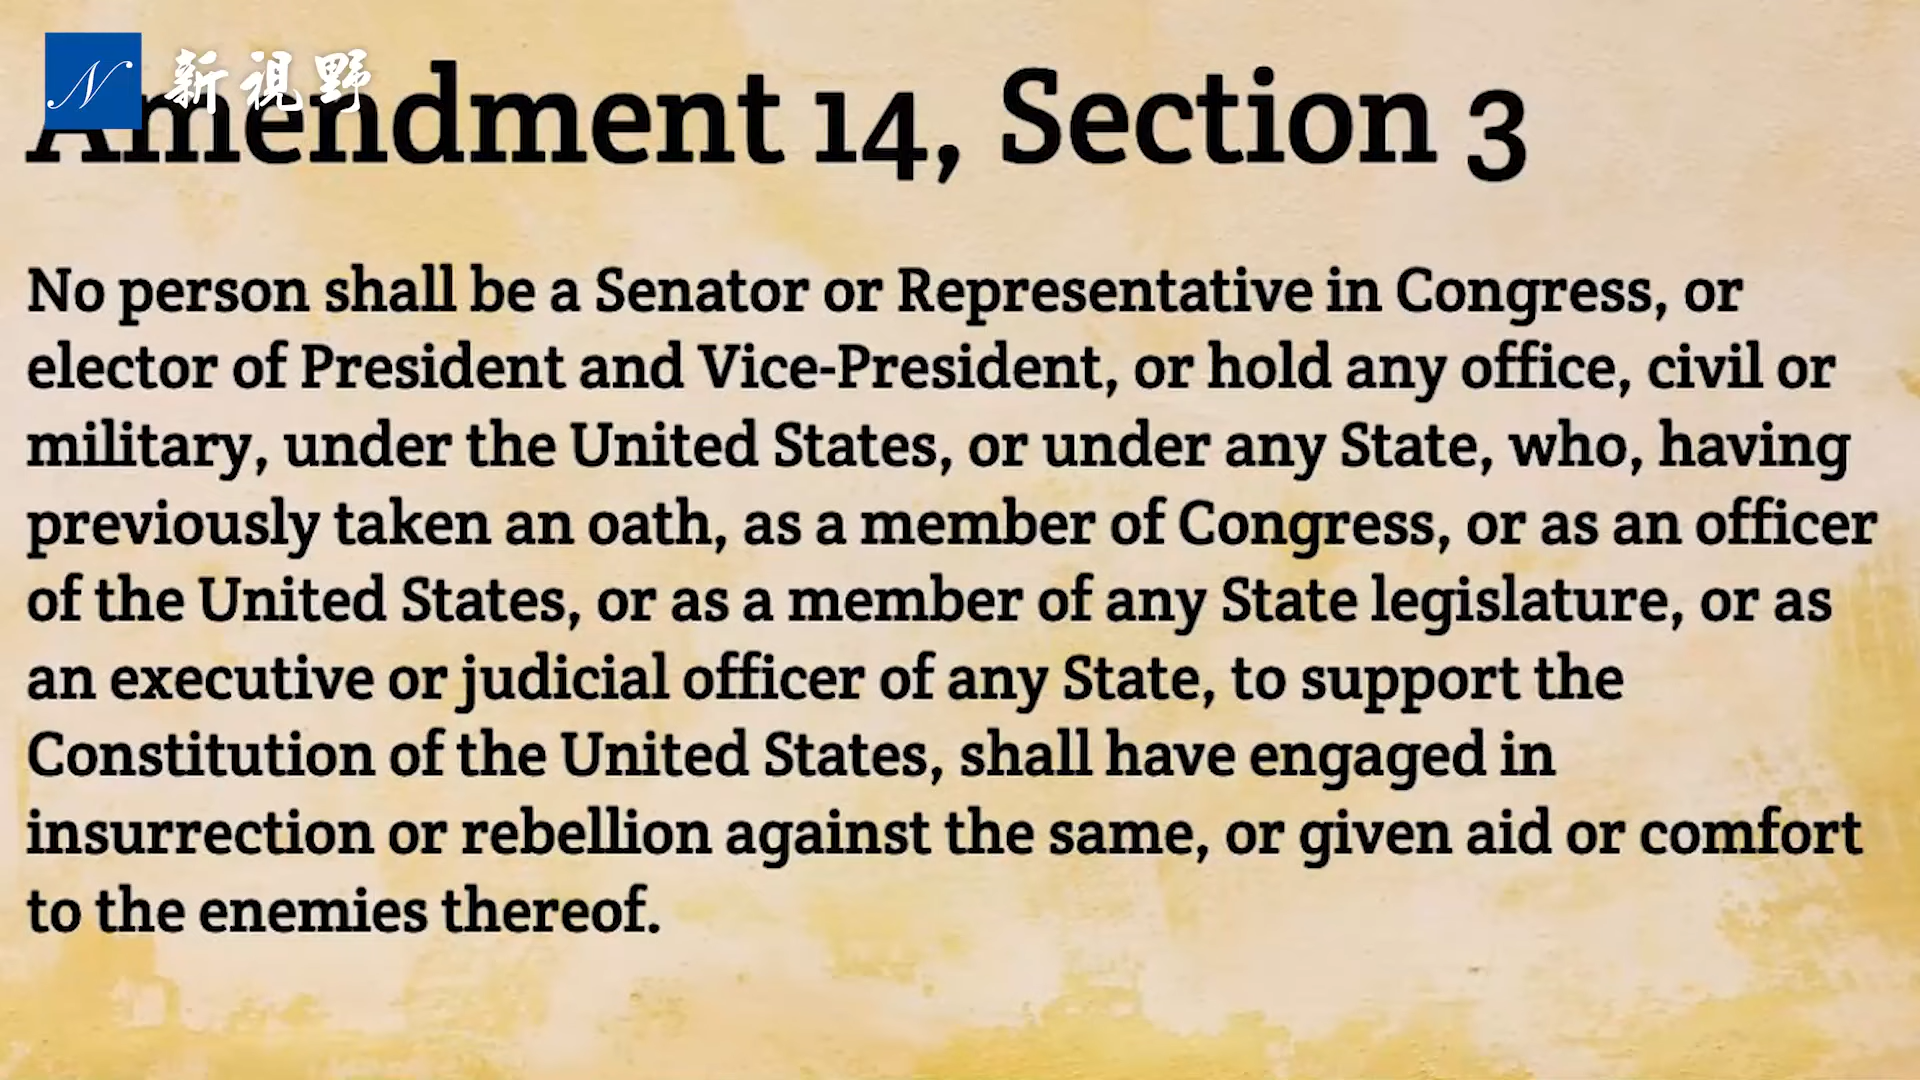 N 新視野
Amendment 14, Section 3
No person shall be a Senator or Representative in Congress, or
elector of President and Vice-President, or hold any office, civil or
military, under the United States, or under any State, who, having
previously taken an oath, as a member of Congress, or as an officer
of the United States, or as a member of any State legislature, or as
an executive or judicial officer of any State, to support the
Constitution of the United States, shall have engaged in
insurrection or rebellion against the same, or given aid or comfort
to the enemies thereof.